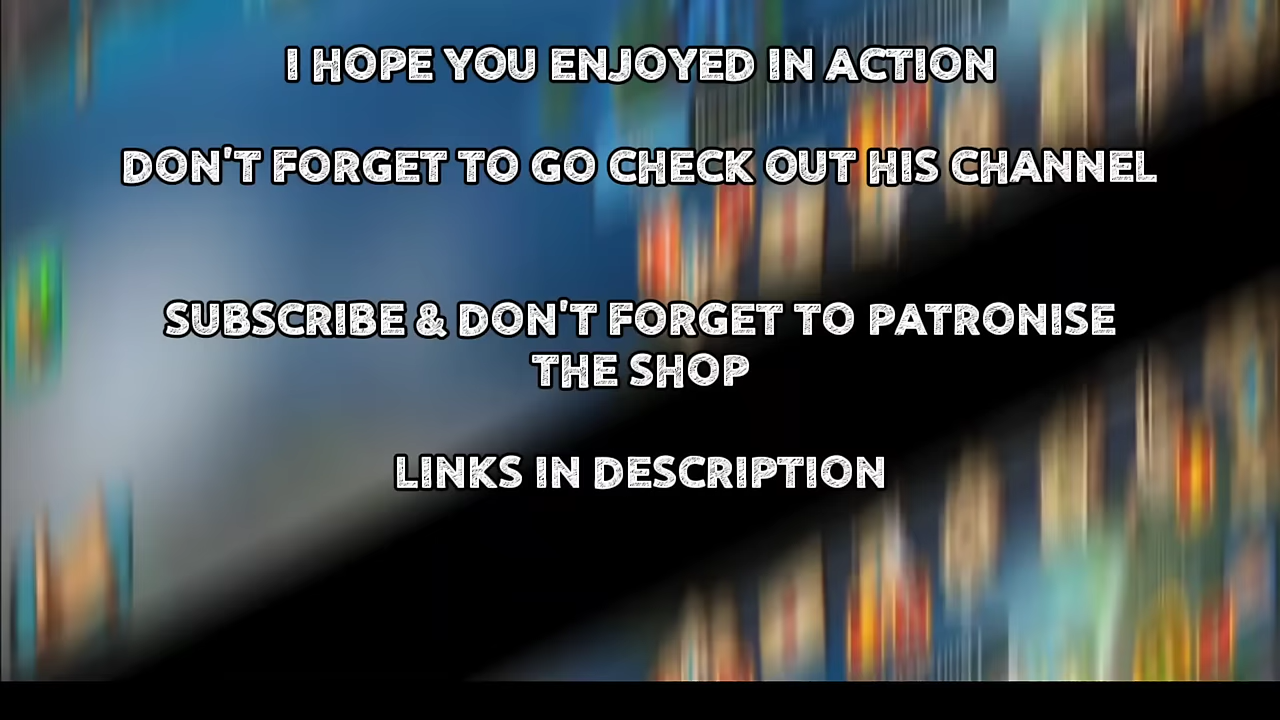 I HOPE YOU ENJOYED IN ACTION
DON'T FORGET TO GO CHECK OUT HIS CHANNEL
SUBSCRIBE & DON'T FORGET TO PATRONISE
THE SHOP
LINKS IN DESCRIPTION